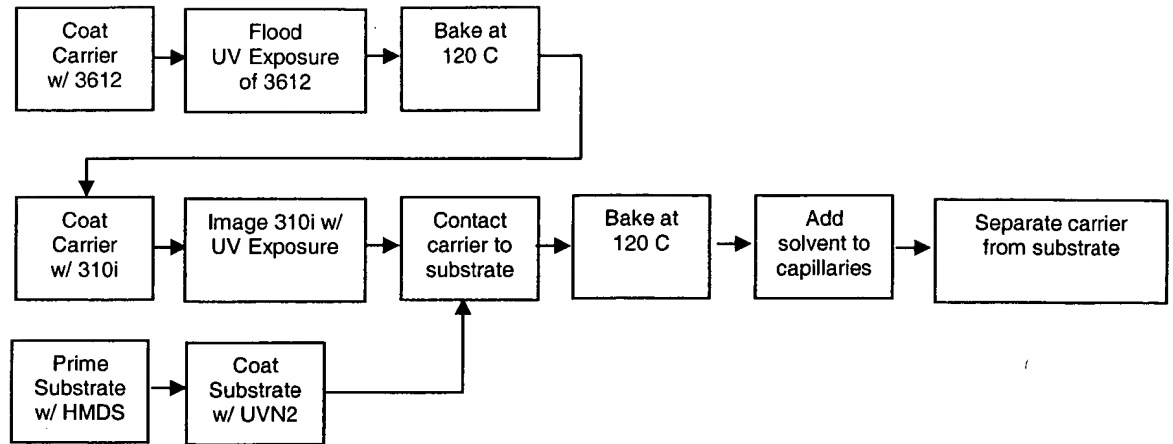 Coat
Carrier
w/ 3612
Flood
UV Exposure
of 3612
Bake at
120 C
Coat
Carrier
w/ 310i
Image 310i w/
UV Exposure
Contact
carrier to
substrate
Bake at
120 C
Add
solvent to
capillaries
Separate carrier
from substrate
Prime
Substrate
w/ HMDS
Coat
Substrate
w/ UVN2